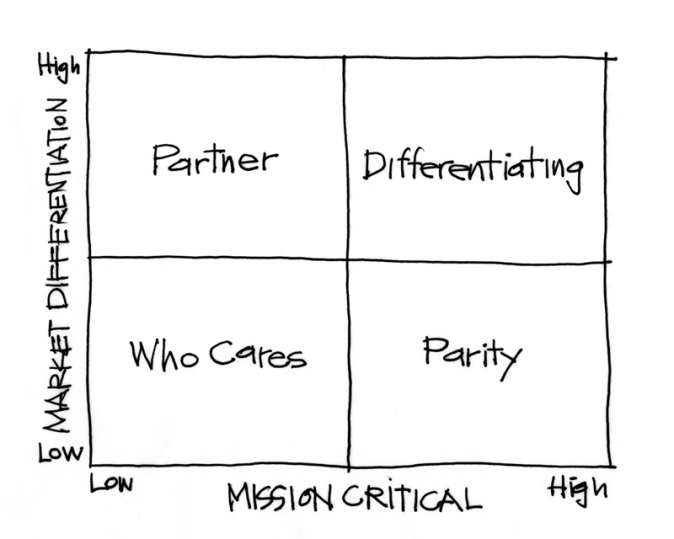 High
MARKET DIFFERENTIATION
Partner
Differentiating
Who Cares
Parity
Low
Low
MISSION CRITICAL
High